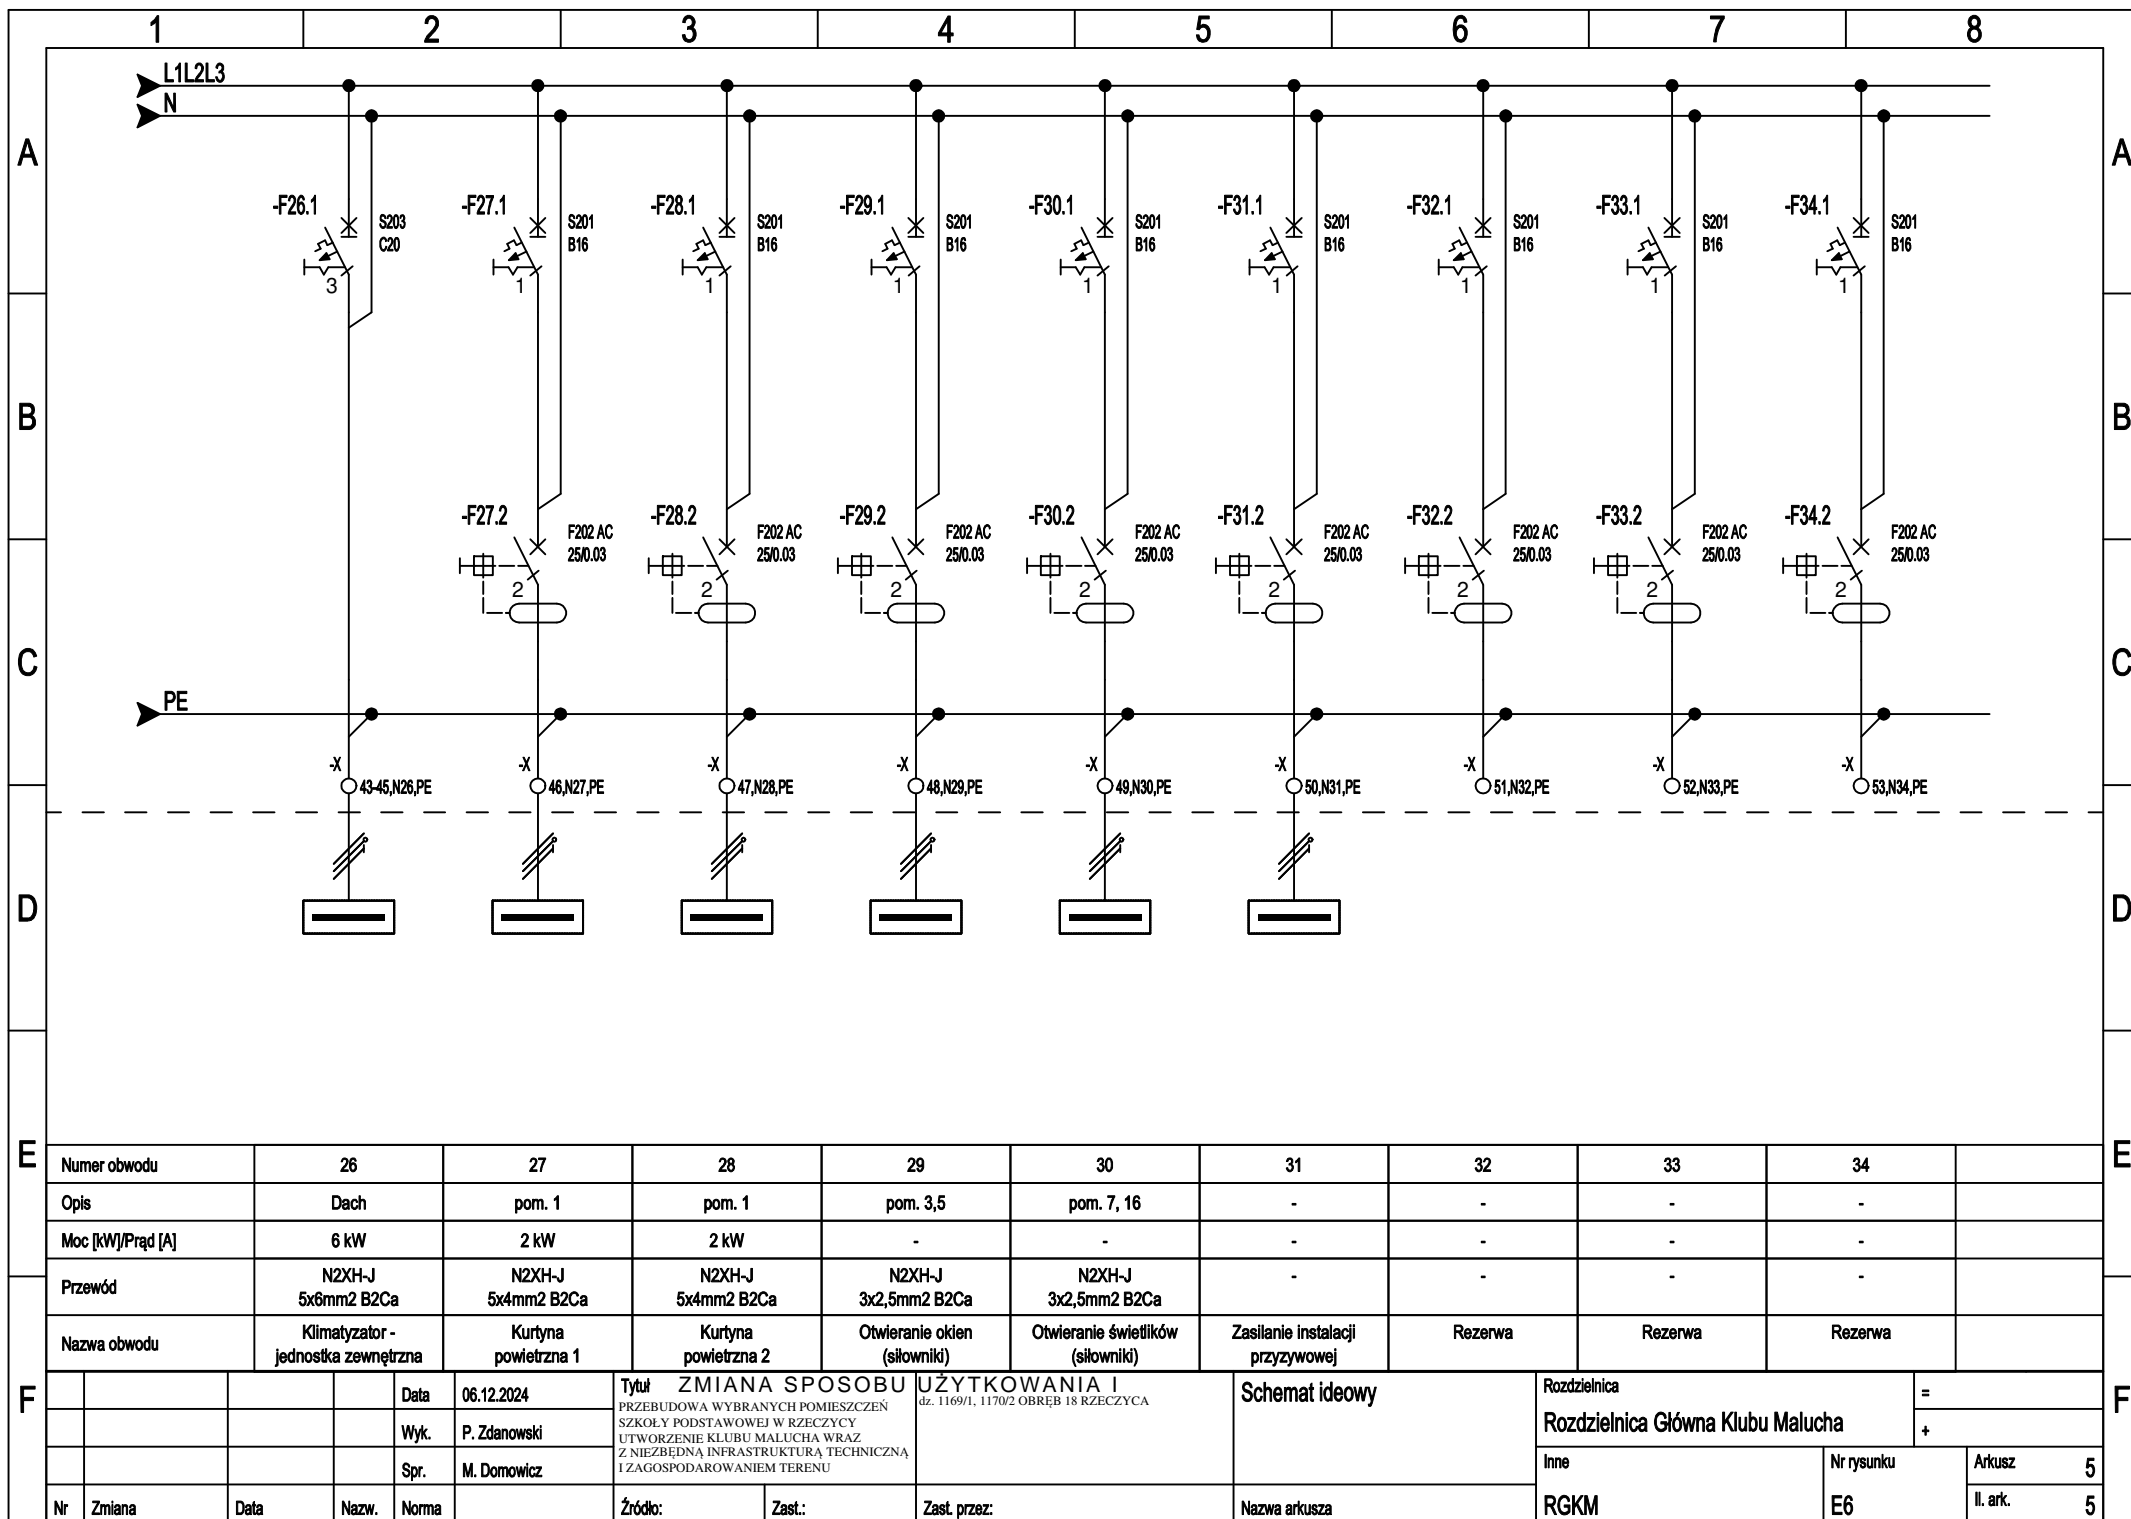 1 2 3 4 5 6 7 8
L1L2L3
N
A A
-F26.1 -F27.1 -F28.1 -F29.1 -F30.1 -F31.1 -F32.1 -F33.1 -F34.1
S203 S201 S201 S201 S201 S201 S201 S201 S201
C20 B16 B16 B16 B16 B16 B16 B16 B16
3 1 1 1 1 1 1 1 1
B B
-F27.2 -F28.2 -F29.2 -F30.2 -F31.2 -F32.2 -F33.2 -F34.2
F202 AC F202 AC F202 AC F202 AC F202 AC F202 AC F202 AC F202 AC
25/0.03 25/0.03 25/0.03 25/0.03 25/0.03 25/0.03 25/0.03 25/0.03
2 2 2 2 2 2 2 2
C C
PE
-X -X -X -X -X -X -X -X -X
43-45,N26,PE 46,N27,PE 47,N28,PE 48,N29,PE 49,N30,PE 50,N31,PE 51,N32,PE 52,N33,PE 53,N34,PE
D D
E E
Numer obwodu 26 27 28 29 30 31 32 33 34
Opis Dach pom. 1 pom. 1 pom. 3,5 pom. 7, 16 - - - -
Moc [kW]/Prąd [A] 6 kW 2 kW 2 kW - - - - - -
Przewód N2XH-J N2XH-J N2XH-J N2XH-J N2XH-J - - - -
5x6mm2 B2Ca 5x4mm2 B2Ca 5x4mm2 B2Ca 3x2,5mm2 B2Ca 3x2,5mm2 B2Ca
Nazwa obwodu Klimatyzator - Kurtyna Kurtyna Otwieranie okien Otwieranie świetlików Zasilanie instalacji Rezerwa Rezerwa Rezerwa
jednostka zewnętrzna powietrzna 1 powietrzna 2 (siłowniki) (siłowniki) przyzywowej
F F
Data 06.12.2024
Wyk. P. Zdanowski
Spr. M. Domowicz
Nr Zmiana Data Nazw. Norma
Tytuł ZMIANA SPOSOBU UŻYTKOWANIA I
PRZEBUDOWA WYBRANYCH POMIESZCZEŃ
SZKOŁY PODSTAWOWEJ W RZECZYCY
UTWORZENIE KLUBU MALUCHA WRAZ
Z NIEZBĘDNĄ INFRASTRUKTURĄ TECHNICZNĄ
I ZAGOSPODAROWANIEM TERENU
dz. 1169/1, 1170/2 OBRĘB 18 RZECZYCA
Źródło: Zast.: Zast. przez:
Schemat ideowy
Nazwa arkusza
Rozdzielnica
Rozdzielnica Główna Klubu Malucha
=
+
Inne
RGKM
Nr rysunku
E6
Arkusz 5
Il. ark. 5